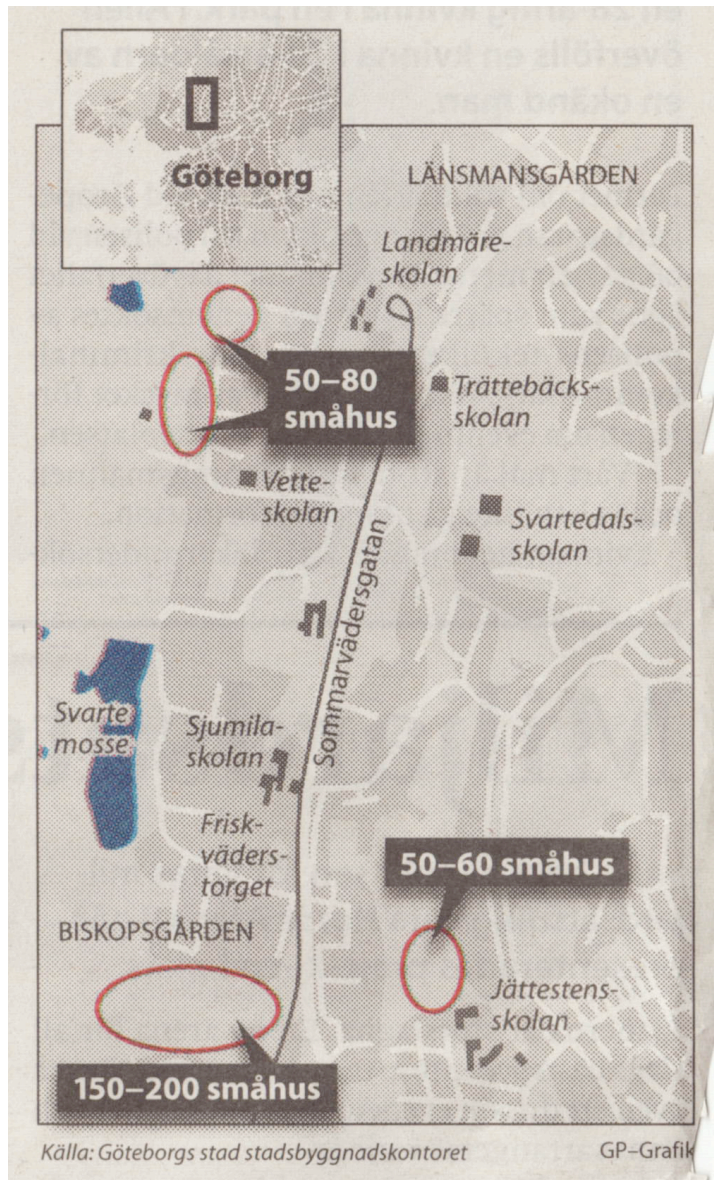 Göteborg
LÄNSMANSGÅRDEN
Landmäre-
skolan
50–80
småhus
Trättebäcks-
skolan
Vette-
skolan
Svartedals-
skolan
Sommarvädersgatan
Svarte
mosse
Sjumila-
skolan
Frisk-
väders-
torget
50–60 småhus
BISKOPSGÅRDEN
Jättestens-
skolan
150–200 småhus
Källa: Göteborgs stad stadsbyggnadskontoret
GP–Grafik